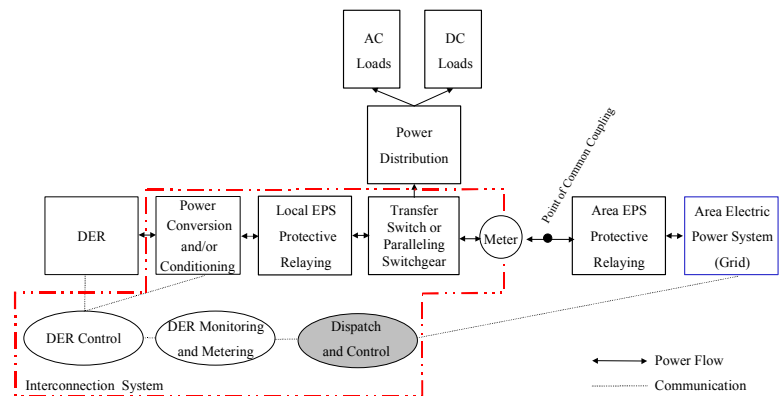 AC
Loads
DC
Loads
Power
Distribution
Point of Common Coupling
DER
Power
Conversion
and/or
Conditioning
Local EPS
Protective
Relaying
Transfer
Switch or
Paralleling
Switchgear
Meter
Area EPS
Protective
Relaying
Area Electric
Power System
(Grid)
DER Control
DER Monitoring
and Metering
Dispatch
and Control
Interconnection System
Power Flow
Communication